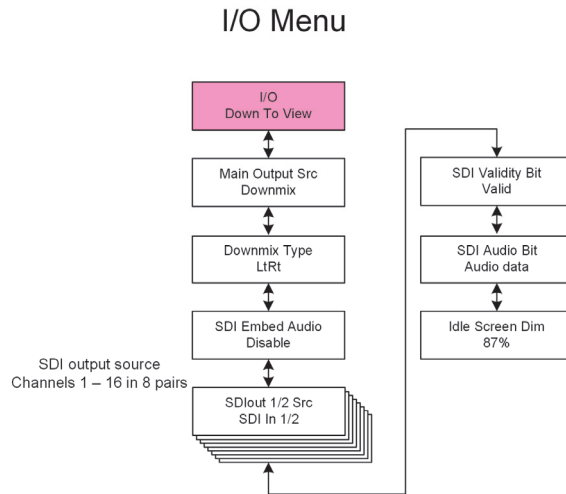 I/O Menu
I/O
Down To View
Main Output Src
Downmix
Downmix Type
LtRt
SDI Embed Audio
Disable
SDI output source
Channels 1 – 16 in 8 pairs
SDIout 1/2 Src
SDI In 1/2
SDI Validity Bit
Valid
SDI Audio Bit
Audio data
Idle Screen Dim
87%